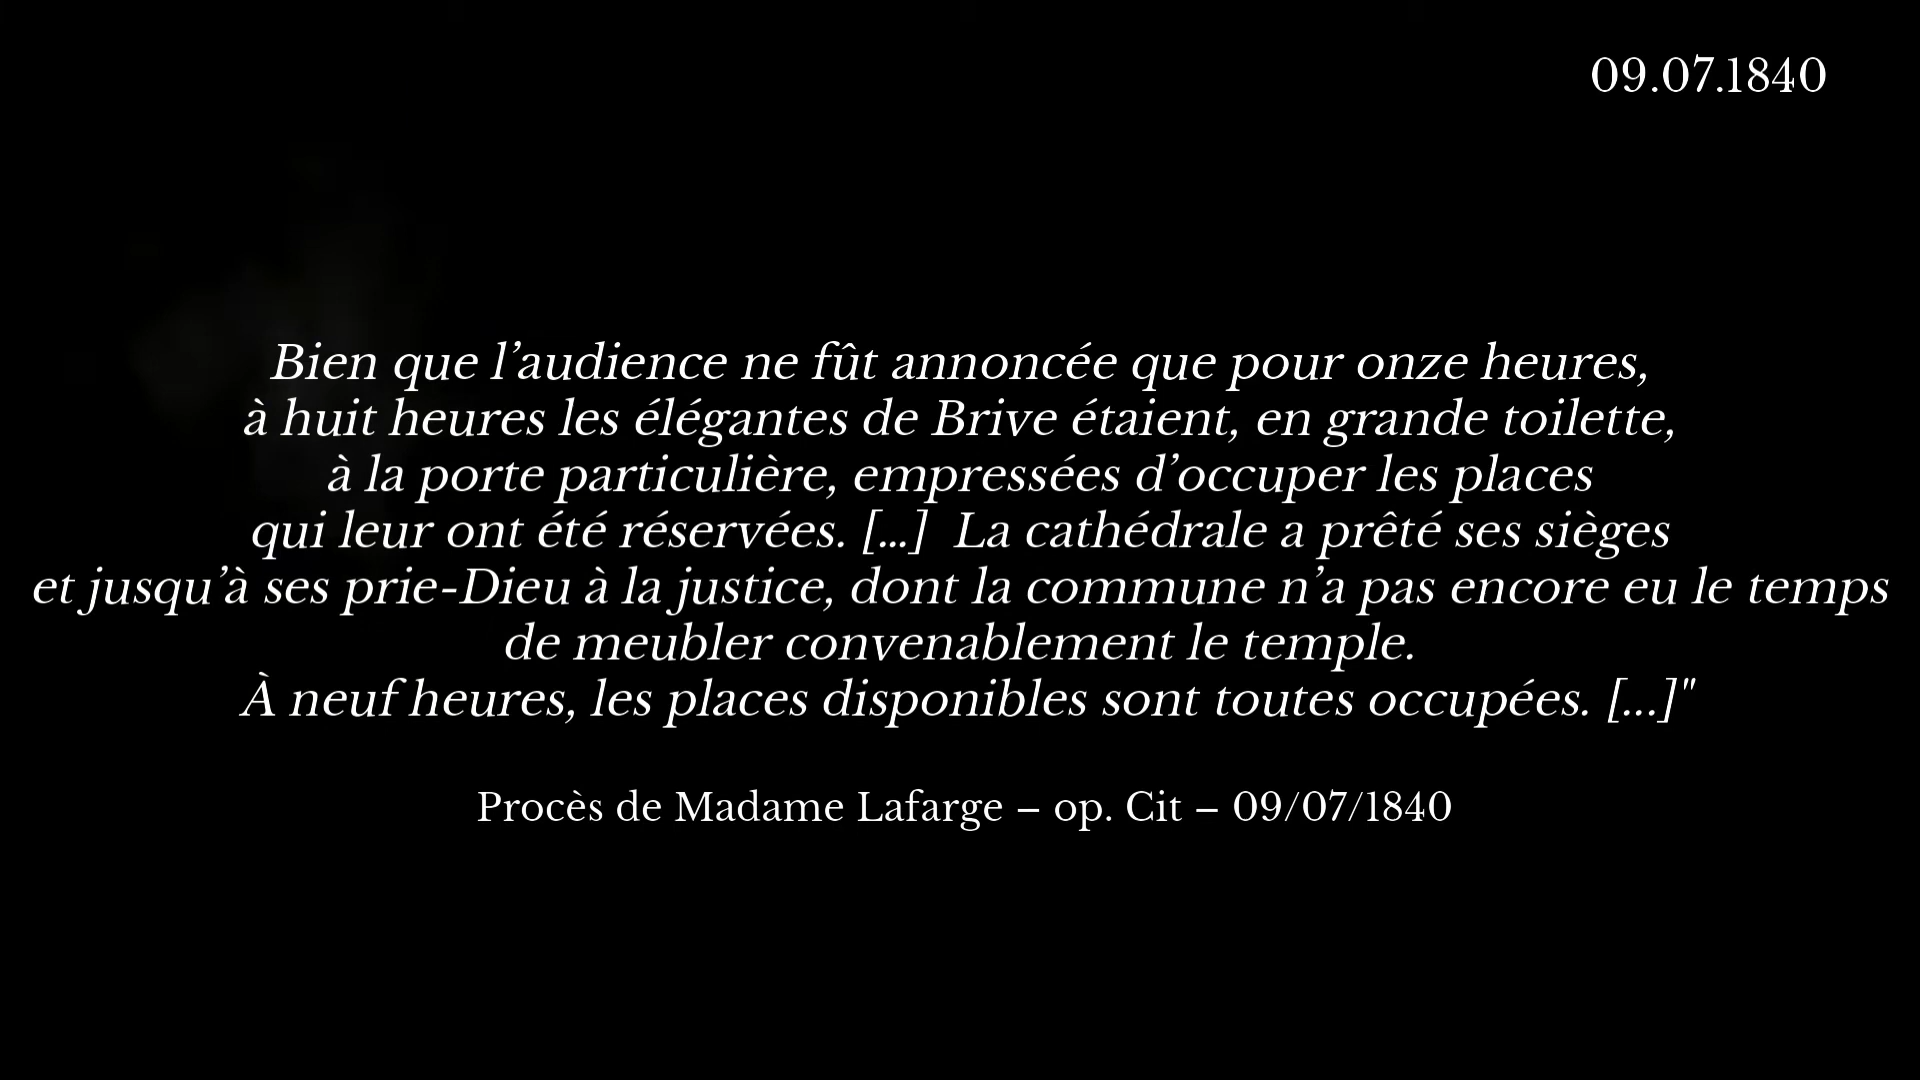 09.07.1840
Bien que l’audience ne fût annoncée que pour onze heures,
à huit heures les élégantes de Brive étaient, en grande toilette,
à la porte particulière, empressées d’occuper les places
qui leur ont été réservées. [...]  La cathédrale a prêté ses sièges
et jusqu’à ses prie-Dieu à la justice, dont la commune n’a pas encore eu le temps
de meubler convenablement le temple.
À neuf heures, les places disponibles sont toutes occupées. [...]"
Procès de Madame Lafarge – op. Cit – 09/07/1840